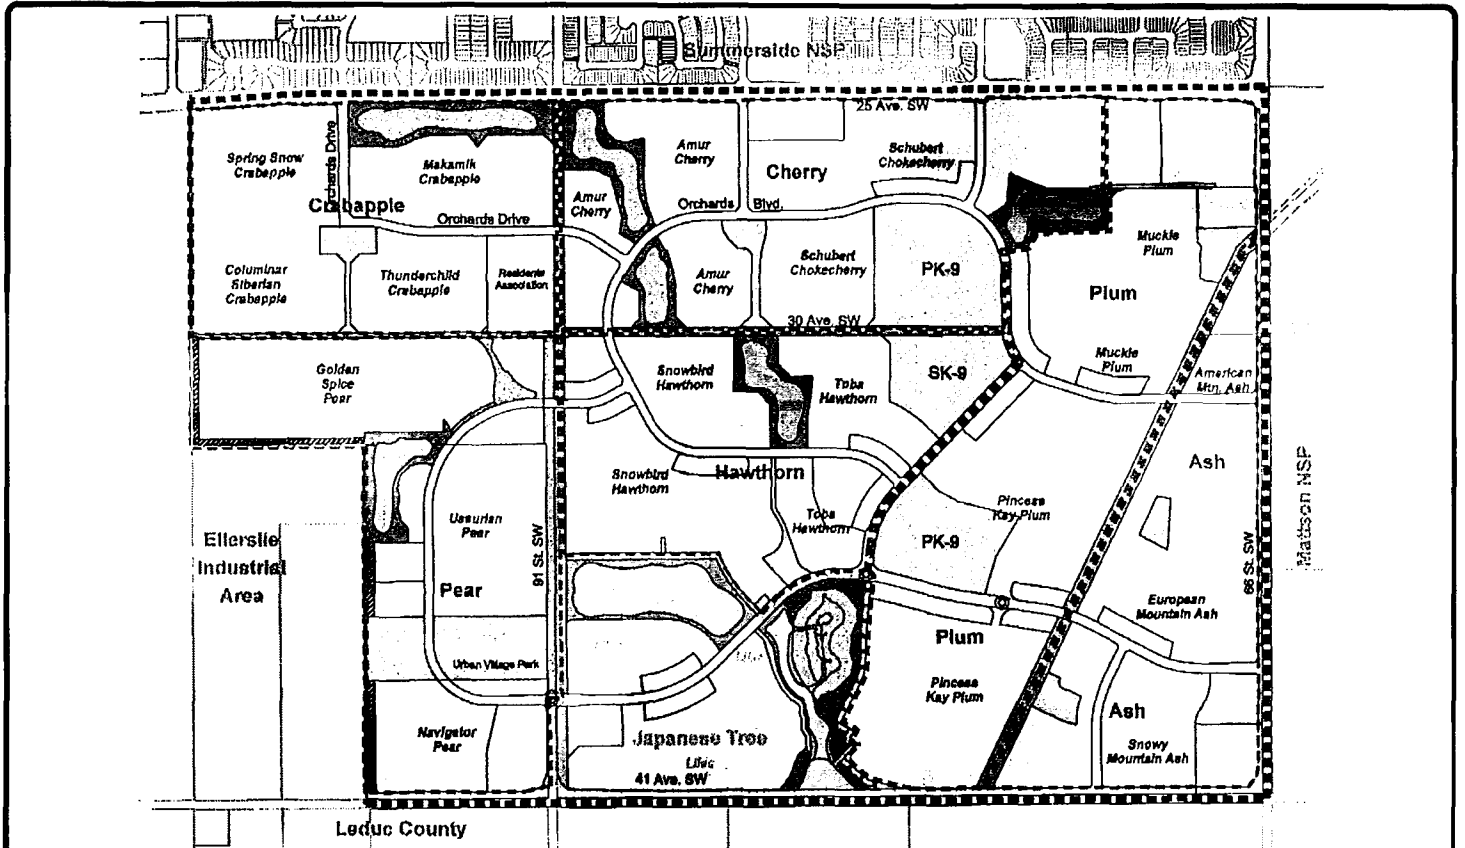 Summerside NSP
25 Ave. SW
Spring Snow
Crabapple
Orchards Drive
Makamik
Crabapple
Amur
Cherry
Cherry
Schubert
Chokecherry
Crabapple
Orchards Drive
Amur
Cherry
Orchards Blvd.
Muckle
Plum
Columinar
Siberian
Crabapple
Thunderchild
Crabapple
Residents
Association
Amur
Cherry
Schubert
Chokecherry
PK-9
Plum
30 Ave. SW
Golden
Spice
Pear
Snowbird
Hawthorn
Toba
Hawthorn
SK-9
Muckle
Plum
American
Mtn. Ash
Snowbird
Hawthorn
Hawthorn
Ash
Mattson NSP
Pincess
Kay Plum
Toba
Hawthorn
Ussurian
Pear
PK-9
Ellerslie
Industrial
Area
91 St. SW
66 St. SW
Pear
European
Mountain Ash
Plum
Urban Village Park
Lilac
Pincess
Kay Plum
Navigator
Pear
Japanese Tree
Lilac
41 Ave. SW
Ash
Snowy
Mountain Ash
Leduc County